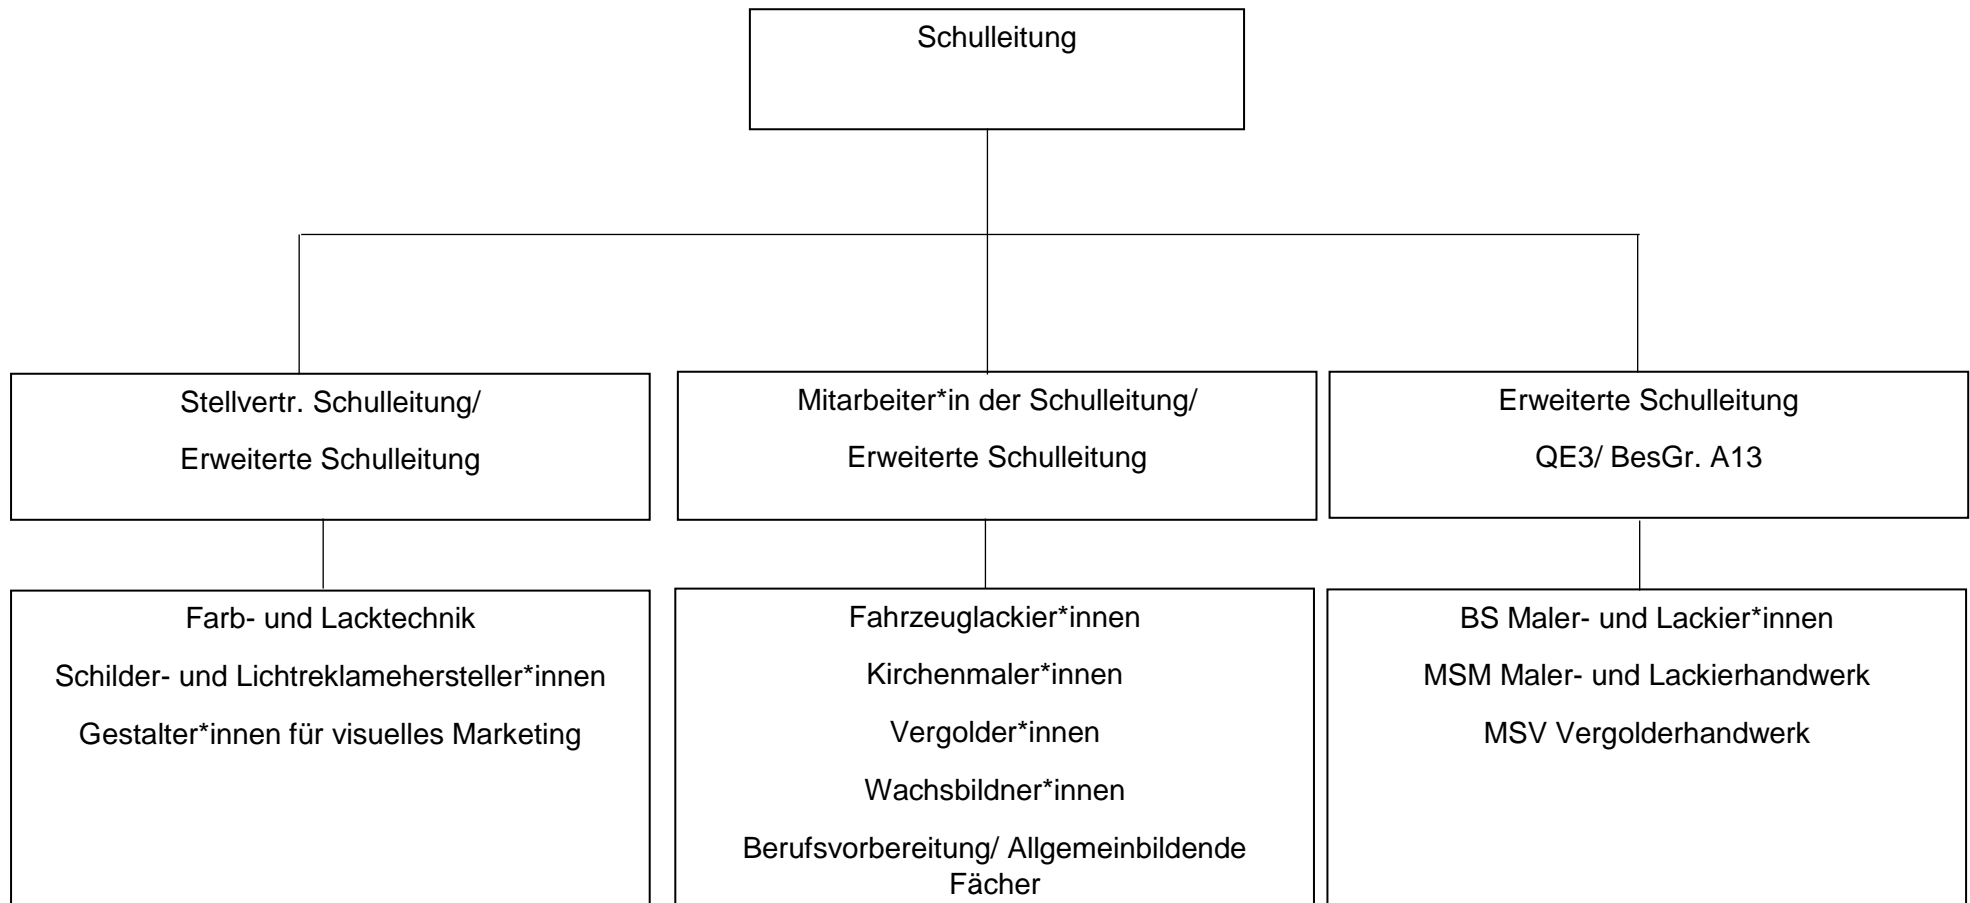 Schulleitung
Stellvertr. Schulleitung/
Erweiterte Schulleitung
Mitarbeiter*in der Schulleitung/
Erweiterte Schulleitung
Erweiterte Schulleitung
QE3/ BesGr. A13
Farb- und Lacktechnik
Schilder- und Lichtreklamehersteller*innen
Gestalter*innen für visuelles Marketing
Fahrzeuglackier*innen
Kirchenmaler*innen
Vergolder*innen
Wachsbildner*innen
Berufsvorbereitung/ Allgemeinbildende
Fächer
BS Maler- und Lackier*innen
MSM Maler- und Lackierhandwerk
MSV Vergolderhandwerk